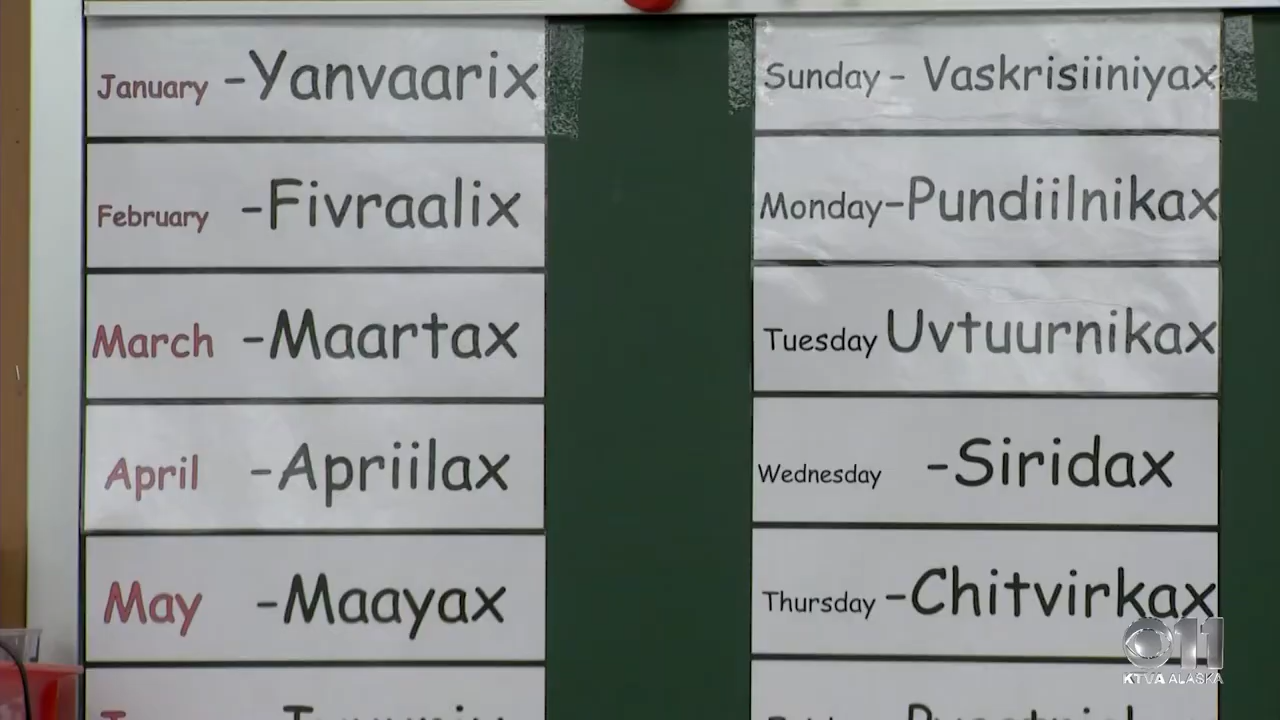 January -Yanvaarix
February -Fivraalix
March -Maartax
April -Apriilax
May -Maayax
Sunday - Vaskrisiiniyax
Monday-Pundiilnikax
Tuesday Uvtuurnikax
Wednesday -Siridax
Thursday -Chitvirkax
11
KTVA ALASKA